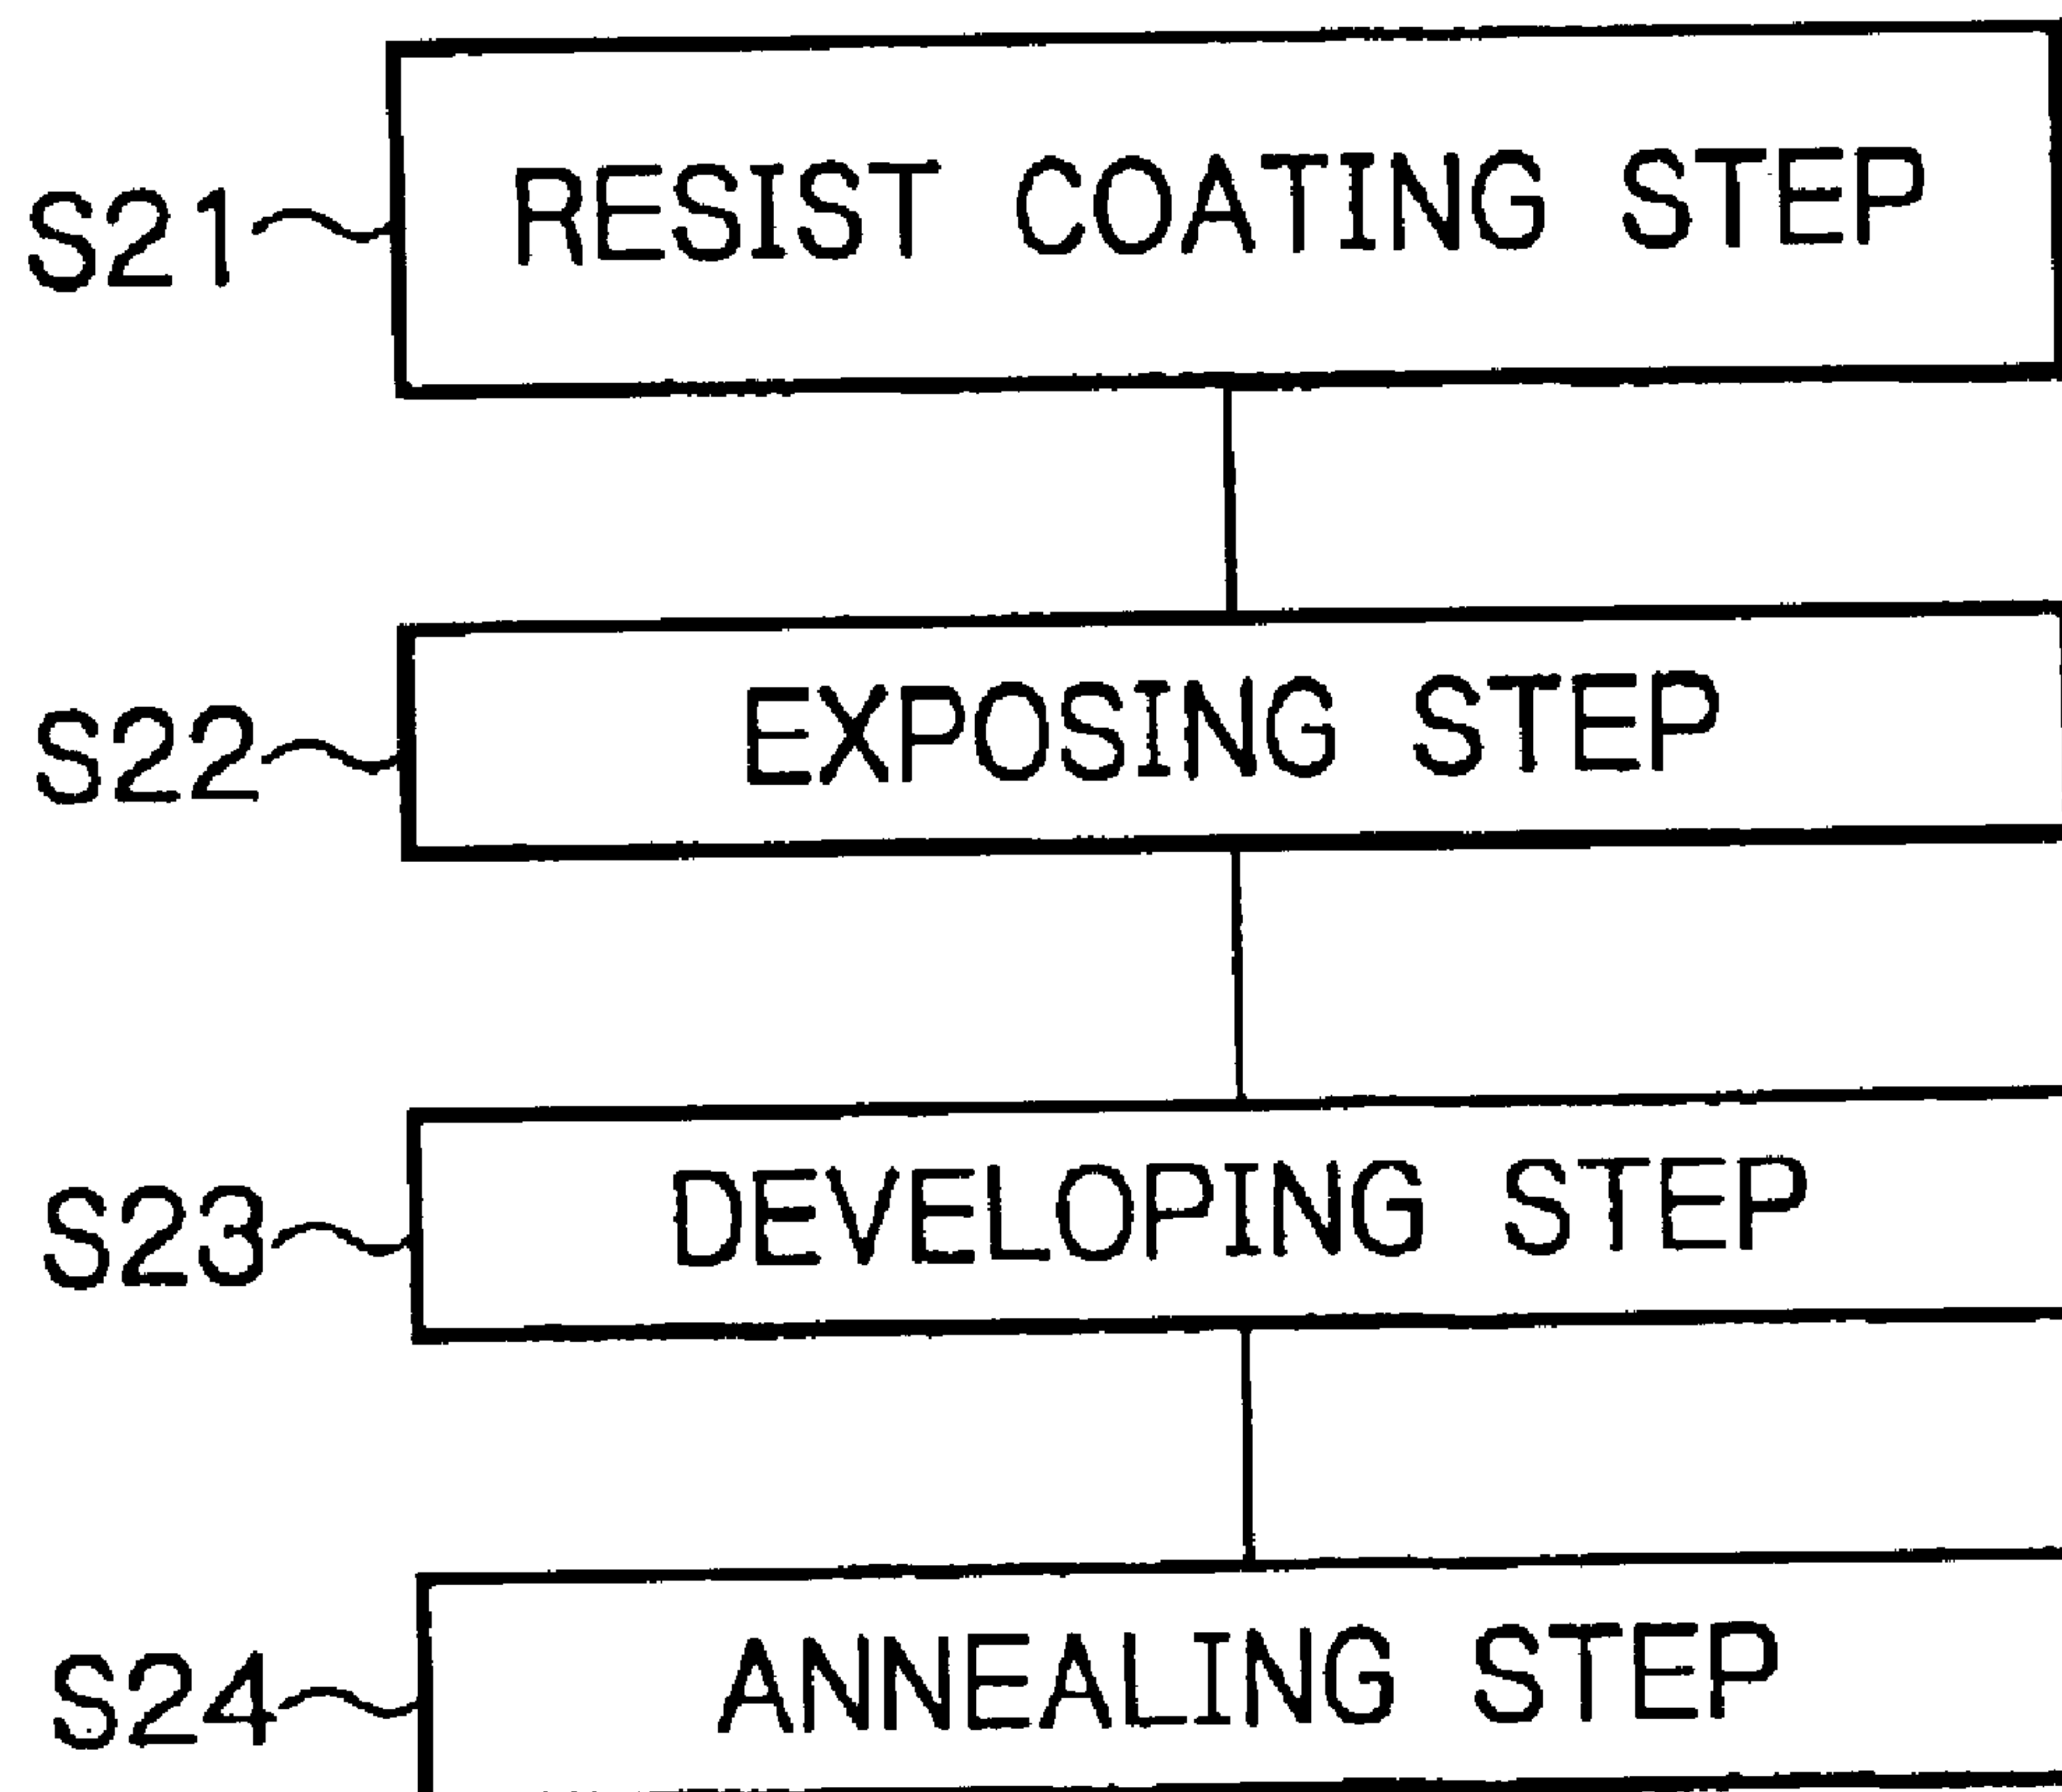 S21 RESIST COATING STEP
S22 EXPOSING STEP
S23 DEVELOPING STEP
S24 ANNEALING STEP